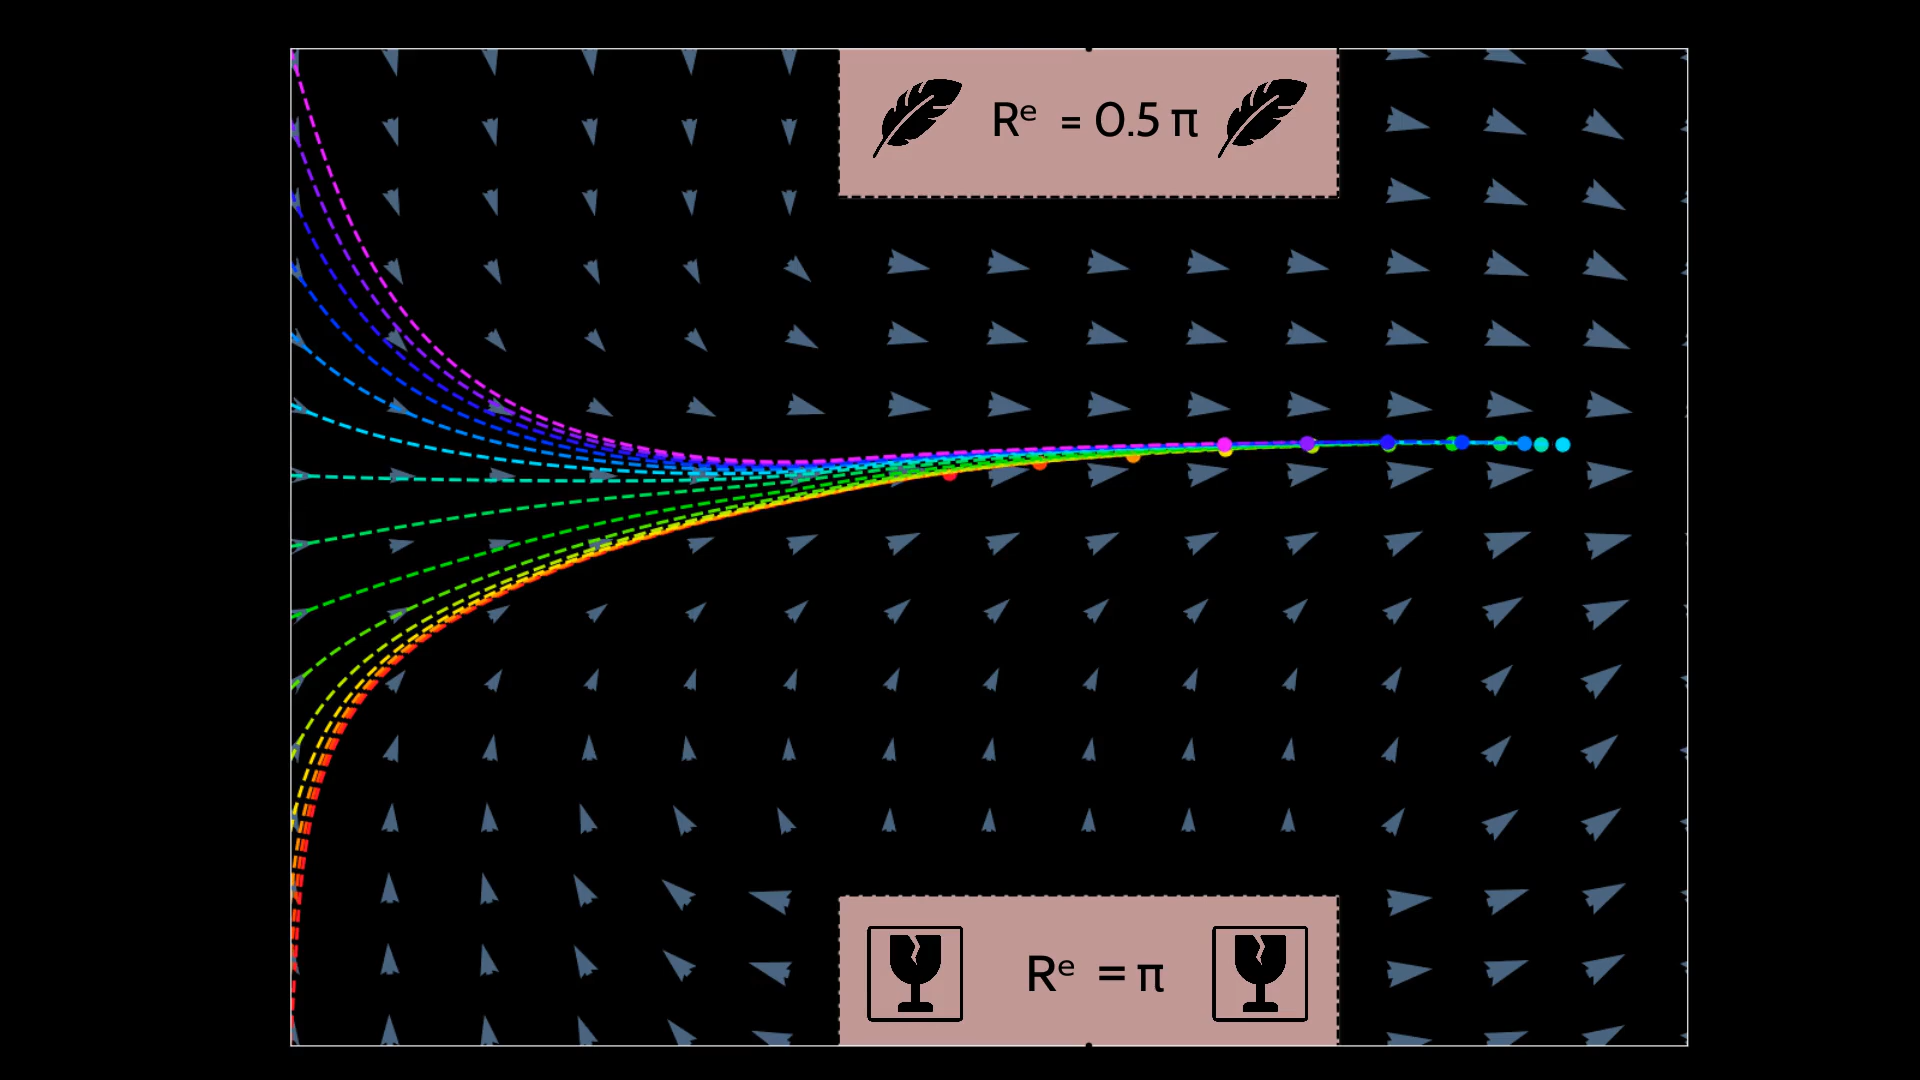 Rᵉ = 0.5 π
Rᵉ = π